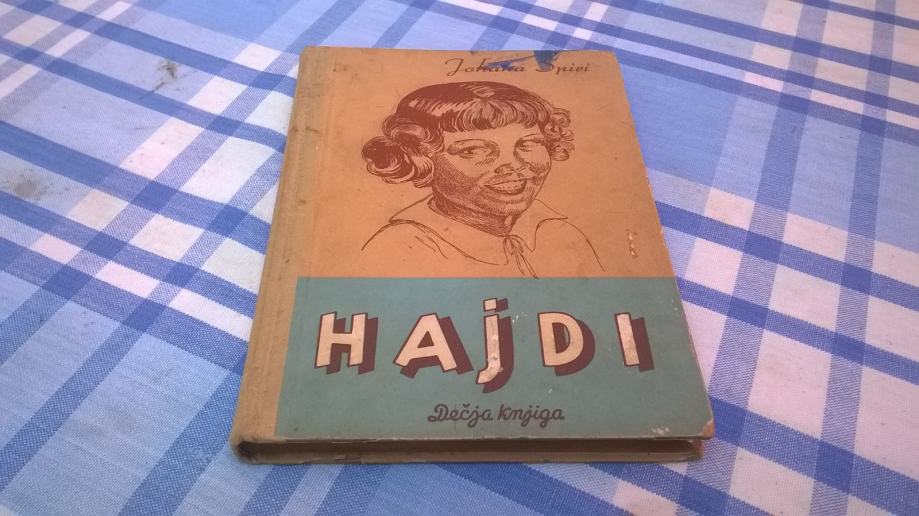 Johana Špiri
HAjDI
Dečja knjiga